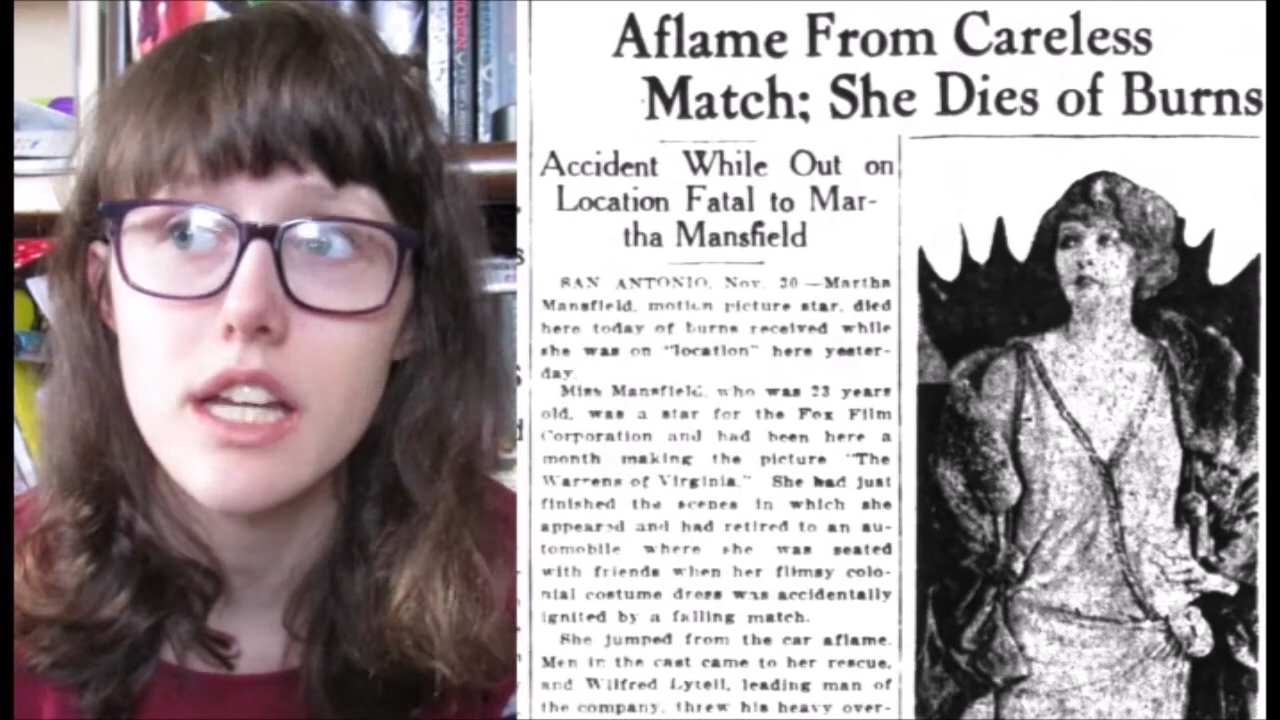 Aflame From Careless
Match; She Dies of Burns
Accident While Out on
Location Fatal to Mar-
tha Mansfield
SAN ANTONIO, Nov. 30 —Martha
Mansfield, motion picture star, died
here today of burns received while
she was on "location" here yester-
day.
Miss Mansfield, who was 23 years
old, was a star for the Fox Film
Corporation and had been here a
month making the picture "The
Warrens of Virginia." She had just
finished the scenes in which she
appeared and had retired to an au-
tomobile where she was seated
with friends when her flimsy colo-
nial costume dress was accidentally
ignited by a falling match.
She jumped from the car aflame.
Men in the cast came to her rescue,
and Wilfred Lytell, leading man of
the company, threw his heavy over-